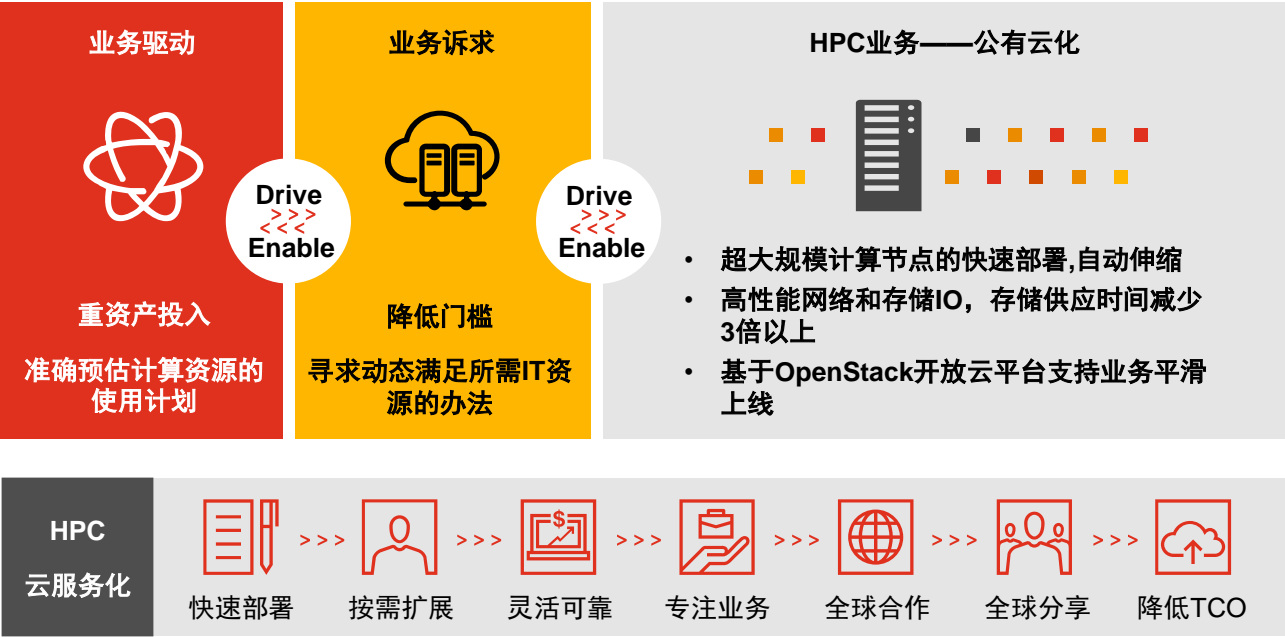 业务驱动
重资产投入
准确预估计算资源的
使用计划
Drive
>>>
<<<
Enable
业务诉求
降低门槛
寻求动态满足所需IT资
源的办法
Drive
>>>
<<<
Enable
HPC业务——公有云化
• 超大规模计算节点的快速部署,自动伸缩
• 高性能网络和存储IO，存储供应时间减少
3倍以上
• 基于OpenStack开放云平台支持业务平滑
上线
HPC
云服务化
$
>>> >>> >>> >>> >>> >>>
快速部署 按需扩展 灵活可靠 专注业务 全球合作 全球分享 降低TCO